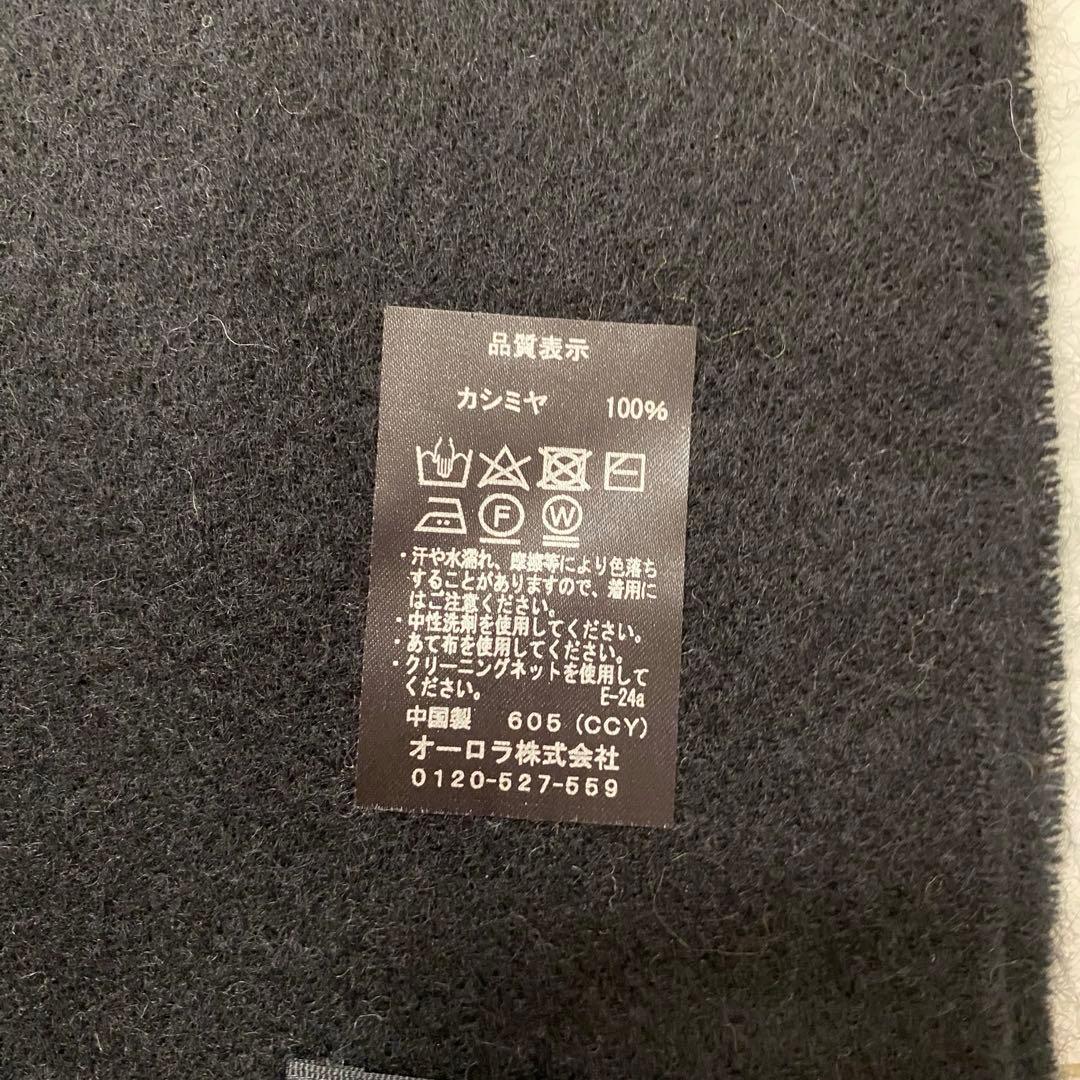 品質表示
カシミヤ 100%
F W
・汗や水濡れ、摩擦等により色落ち
することがありますので、着用に
はご注意ください。
・中性洗剤を使用してください。
・あて布を使用してください。
・クリーニングネットを使用して
ください。 E-24a
中国製 605 (CCY)
オーロラ株式会社
0120-527-559